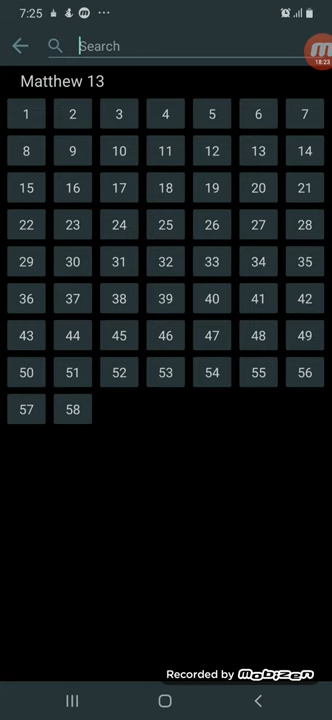 7:25
Search
18:23
Matthew 13
1 2 3 4 5 6 7
8 9 10 11 12 13 14
15 16 17 18 19 20 21
22 23 24 25 26 27 28
29 30 31 32 33 34 35
36 37 38 39 40 41 42
43 44 45 46 47 48 49
50 51 52 53 54 55 56
57 58
Recorded by mobizen